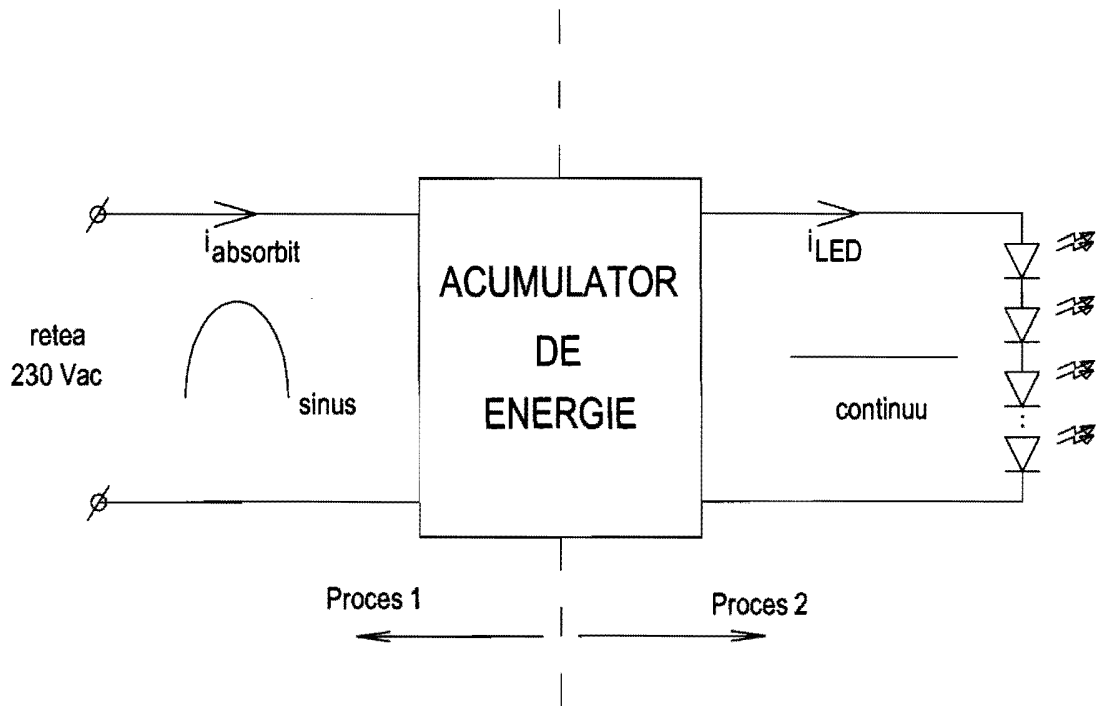 i absorbit
retea
230 Vac
sinus
ACUMULATOR
DE
ENERGIE
i LED
continuu
Proces 1
Proces 2